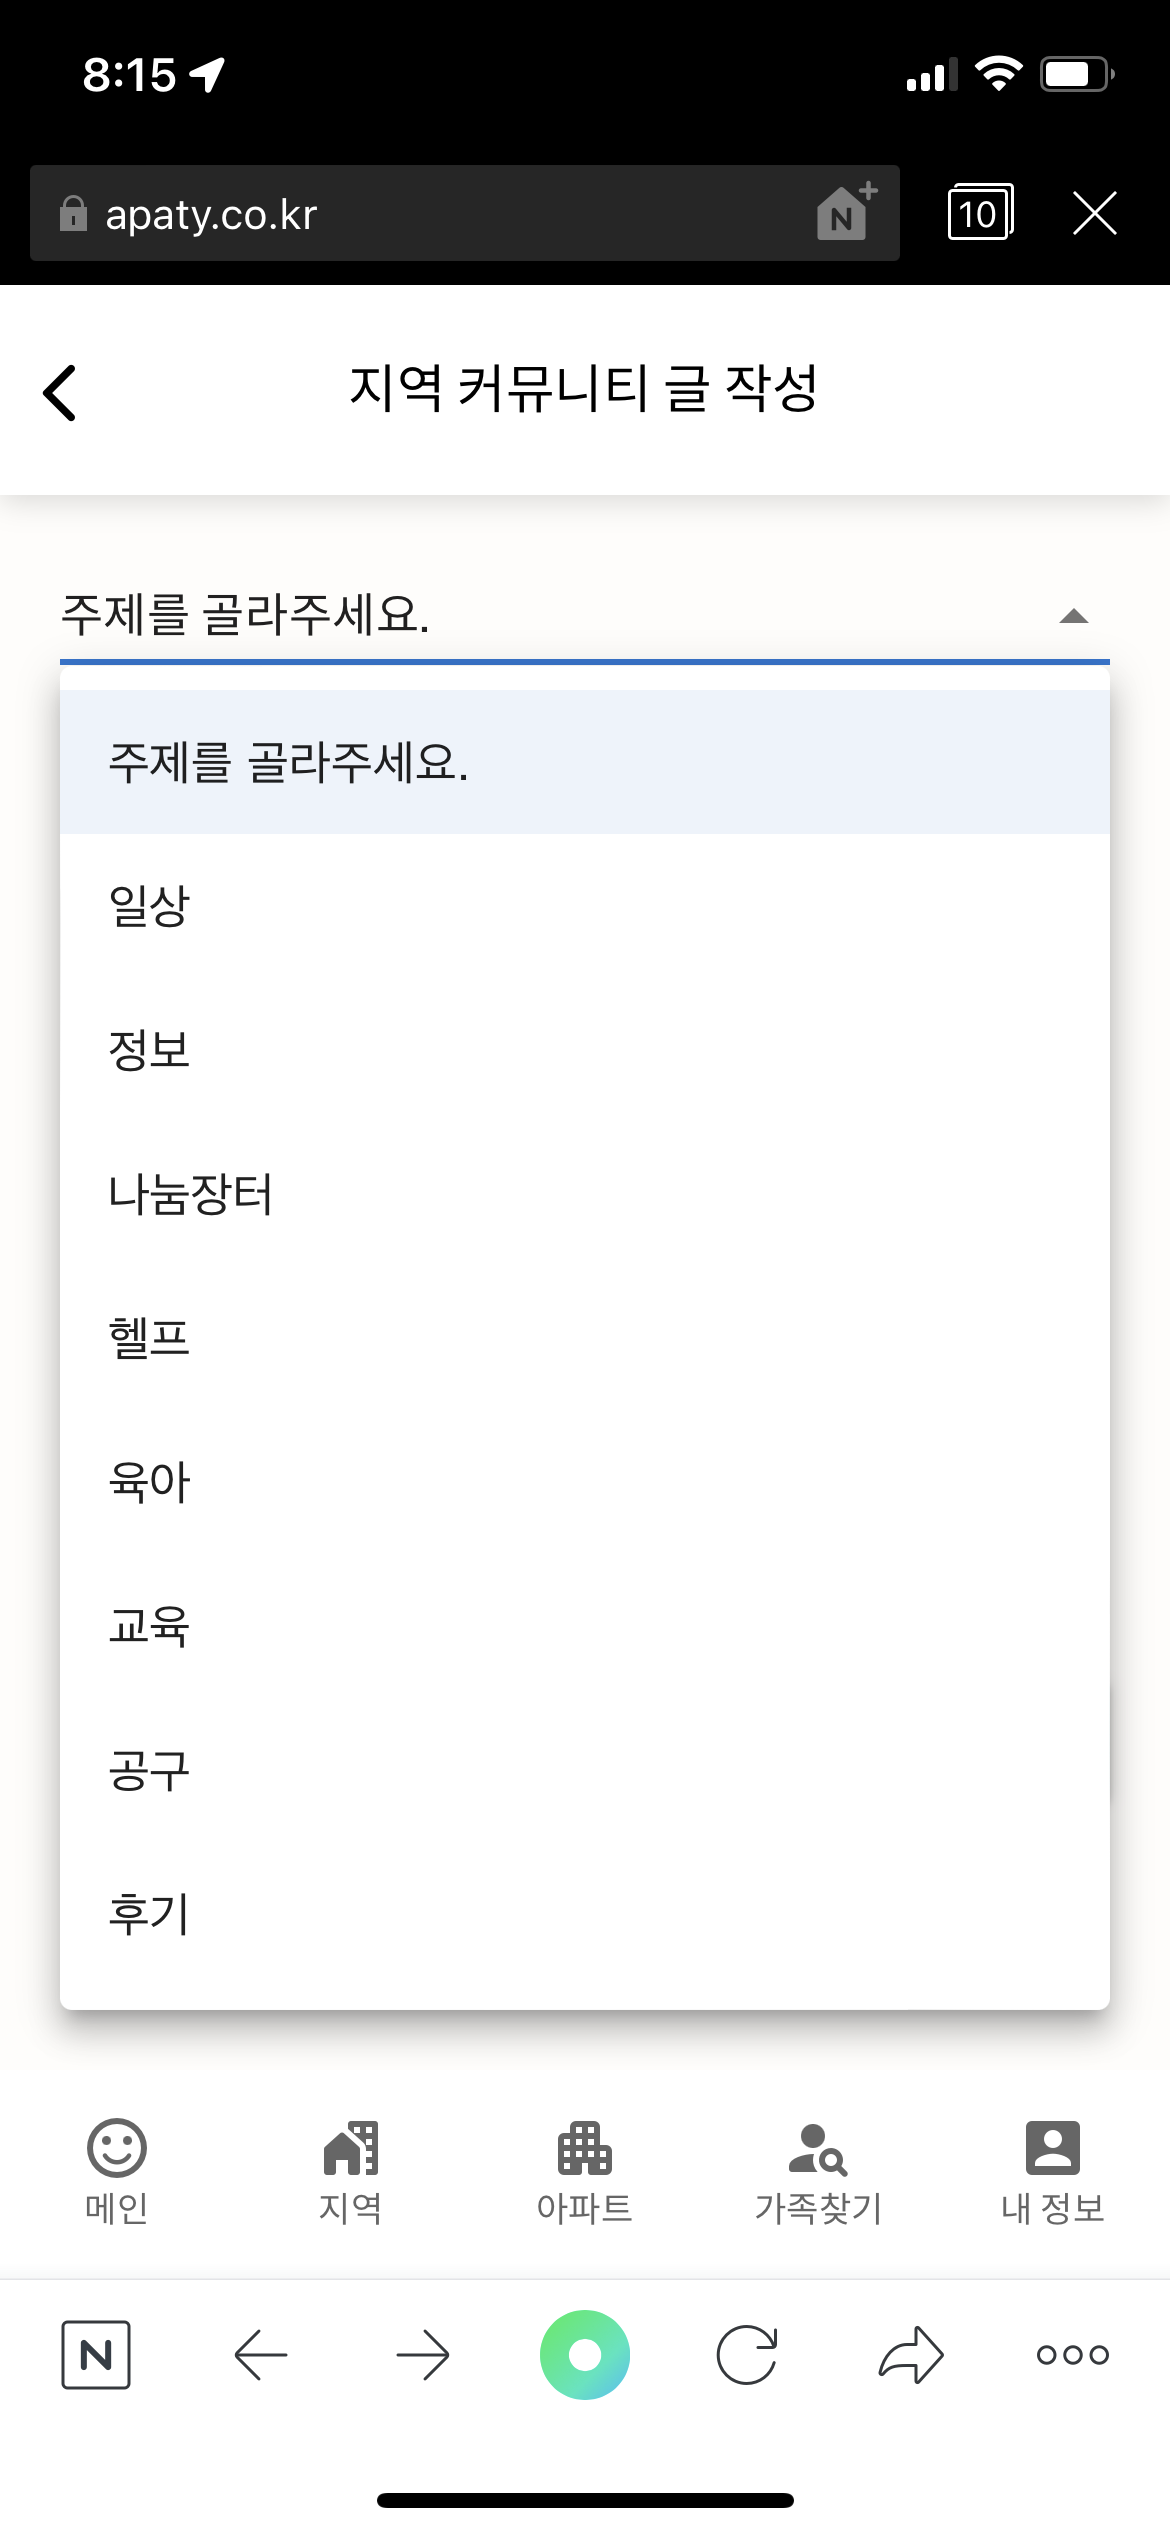 8:15
apaty.co.kr
N
10
지역 커뮤니티 글 작성
주제를 골라주세요.
주제를 골라주세요.
일상
정보
나눔장터
헬프
육아
교육
공구
후기
메인
지역
아파트
가족찾기
내 정보
N